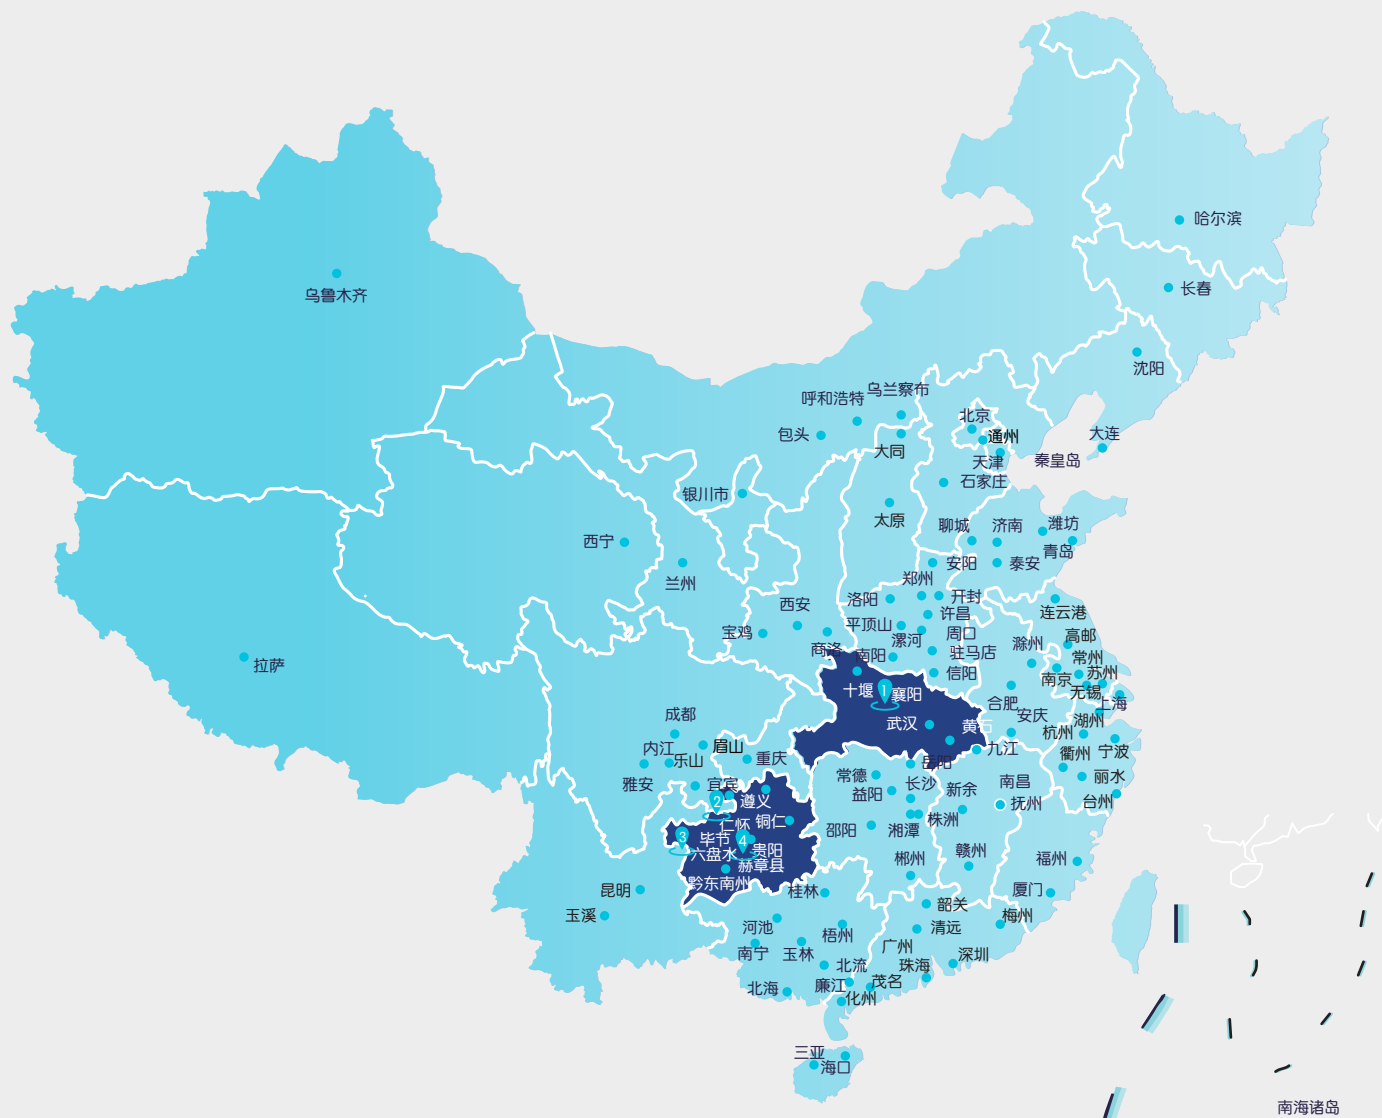 哈尔滨
长春
乌鲁木齐
沈阳
乌兰察布
呼和浩特
北京
包头
通州
大连
大同
天津
秦皇岛
石家庄
银川市
太原
聊城
济南
潍坊
西宁
青岛
安阳
泰安
兰州
郑州
西安
洛阳
开封
连云港
许昌
平顶山
宝鸡
周口
漯河
高邮
滁州
商洛
南阳
驻马店
常州
拉萨
信阳
南京
苏州
十堰
1
襄阳
无锡
合肥
上海
成都
安庆
湖州
武汉
黄石
杭州
内江
眉山
九江
衢州
宁波
乐山
重庆
岳阳
常德
丽水
雅安
宜宾
长沙
南昌
益阳
新余
2
遵义
抚州
台州
仁怀
铜仁
株洲
邵阳
湘潭
3
毕节
4
贵阳
六盘水
赫章县
郴州
赣州
福州
黔东南州
昆明
桂林
厦门
韶关
玉溪
梅州
河池
梧州
清远
南宁
玉林
广州
深圳
北流
珠海
北海
廉江
茂名
化州
三亚
海口
南海诸岛